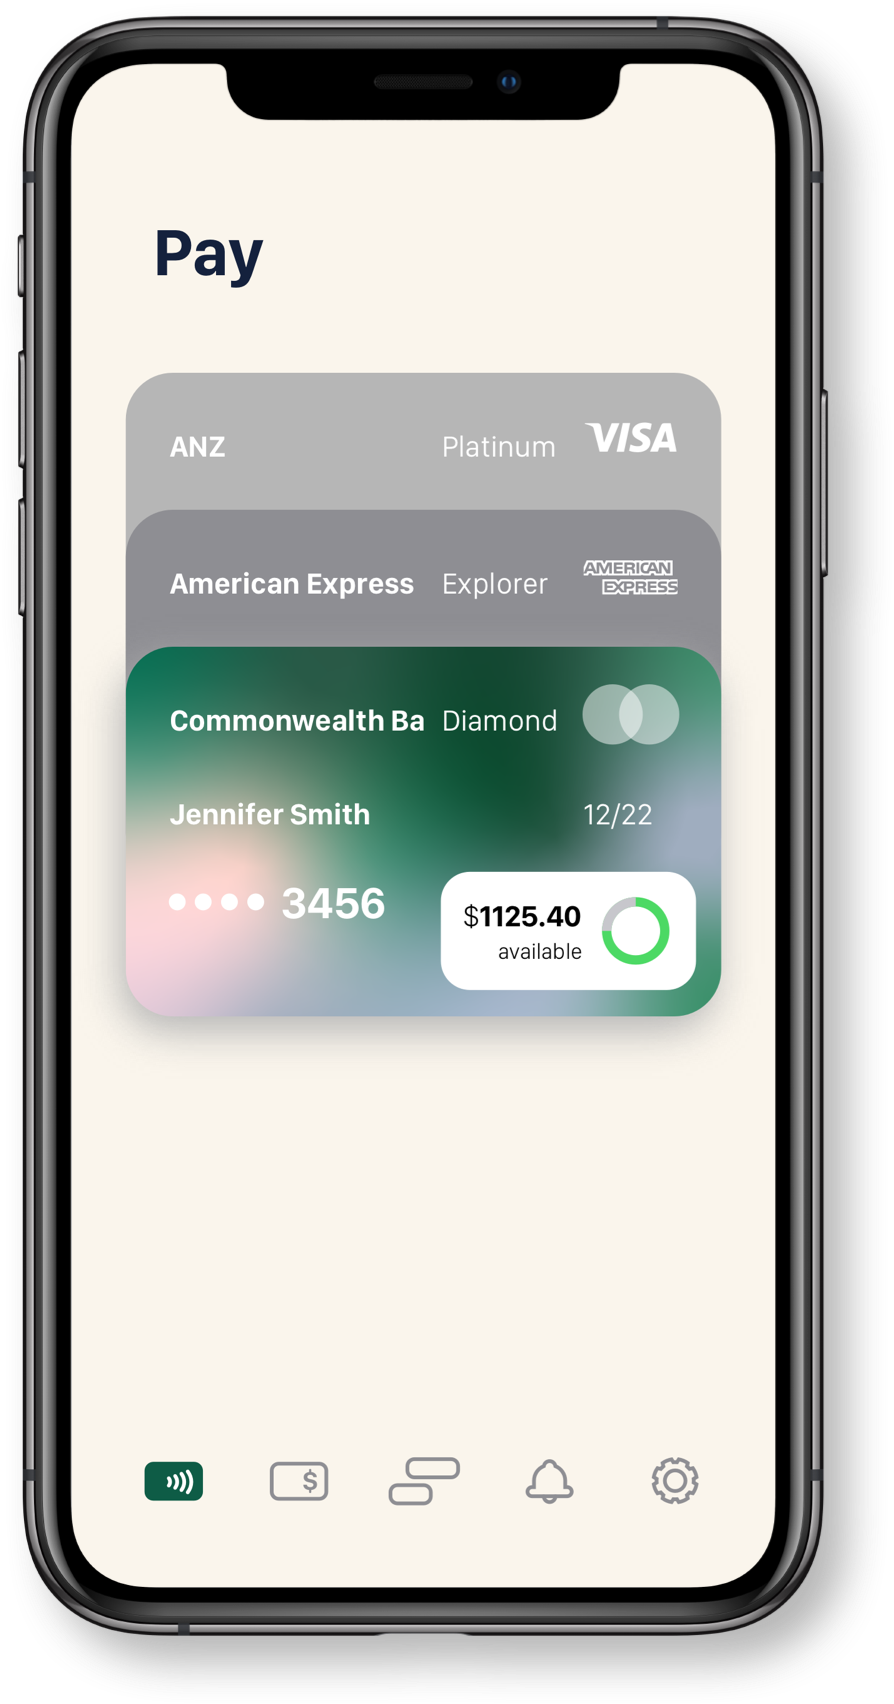 Pay
ANZ Platinum VISA
American Express Explorer AMERICAN EXPRESS
Commonwealth Ba Diamond
Jennifer Smith 12/22
•••• 3456
$1125.40
available
$